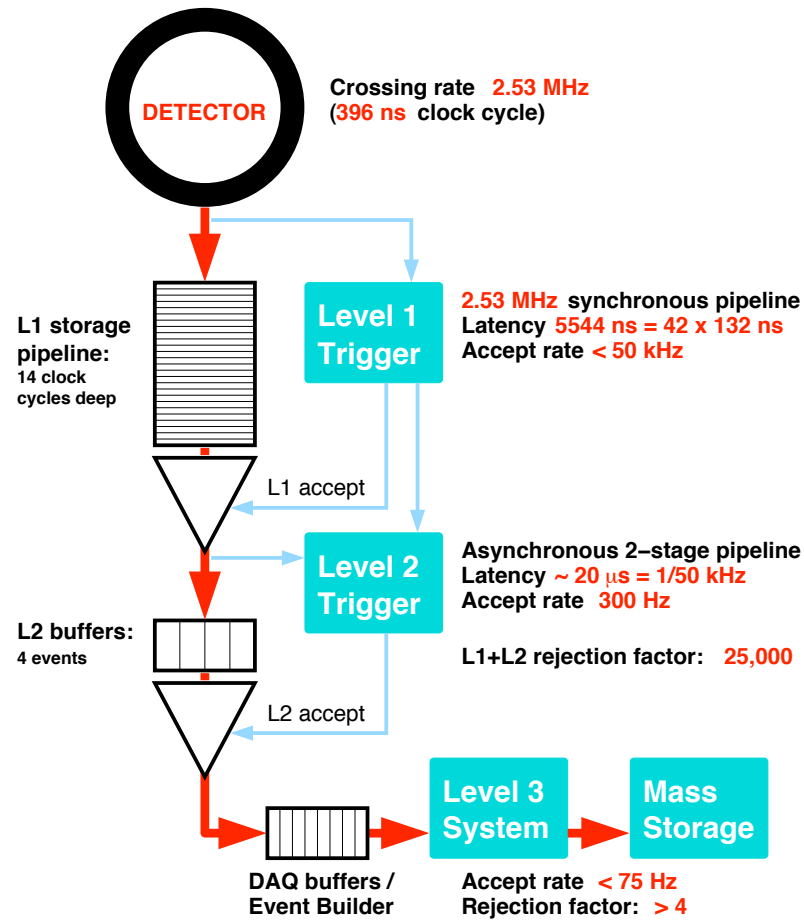 DETECTOR
Crossing rate 2.53 MHz
(396 ns clock cycle)
L1 storage
pipeline:
14 clock
cycles deep
Level 1
Trigger
2.53 MHz synchronous pipeline
Latency 5544 ns = 42 x 132 ns
Accept rate < 50 kHz
L1 accept
Level 2
Trigger
Asynchronous 2−stage pipeline
Latency ~ 20 μs = 1/50 kHz
Accept rate 300 Hz
L2 buffers:
4 events
L1+L2 rejection factor: 25,000
L2 accept
Level 3
System
Mass
Storage
DAQ buffers /
Event Builder
Accept rate < 75 Hz
Rejection factor: > 4